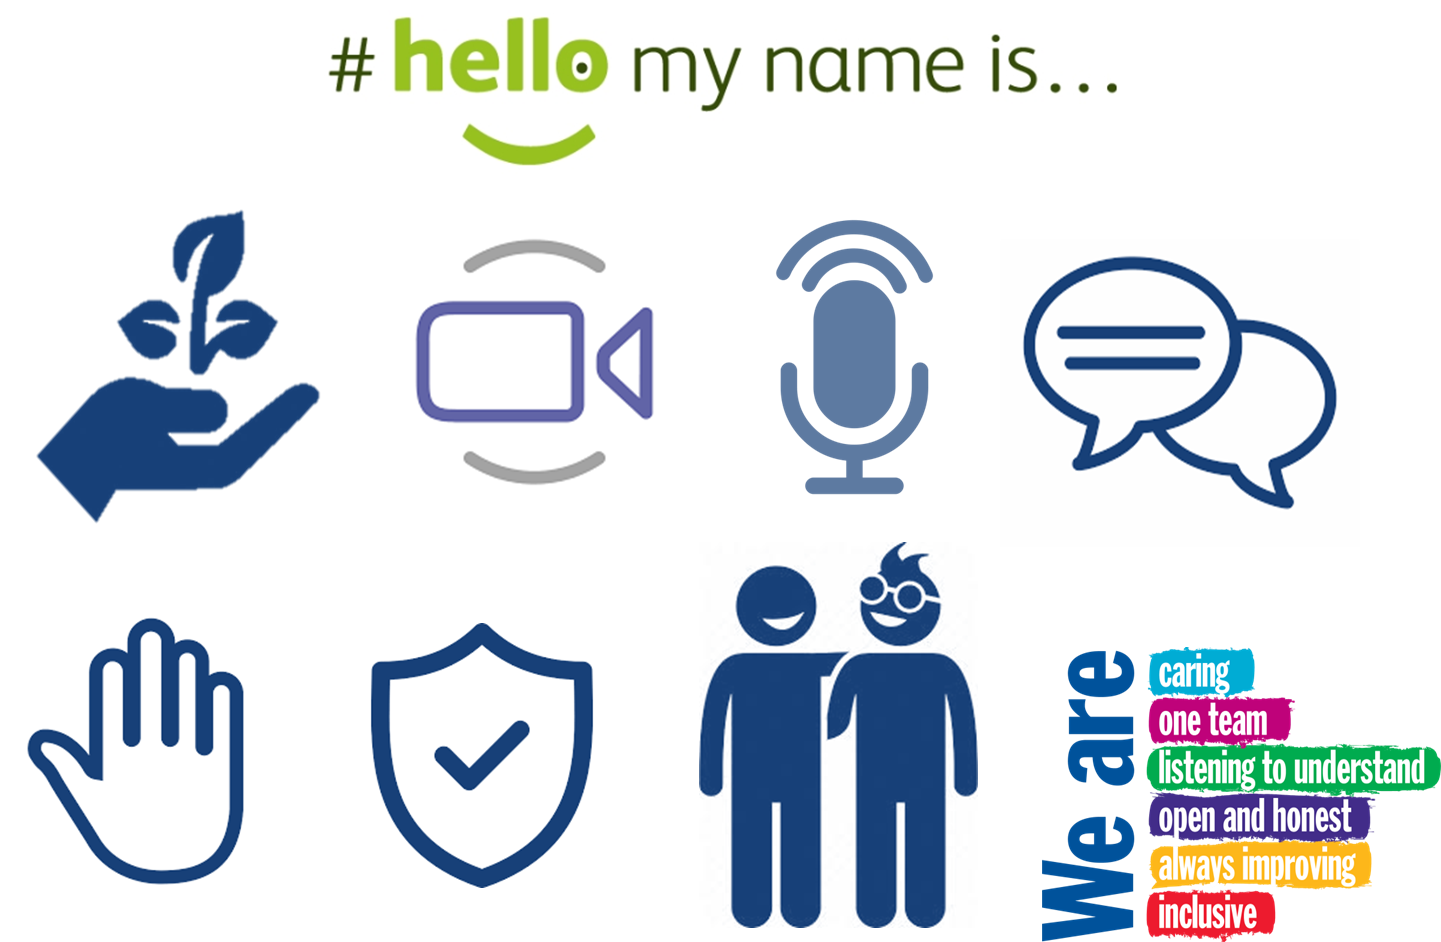 #hello my name is...
We are
caring
one team
listening to understand
open and honest
always improving
inclusive